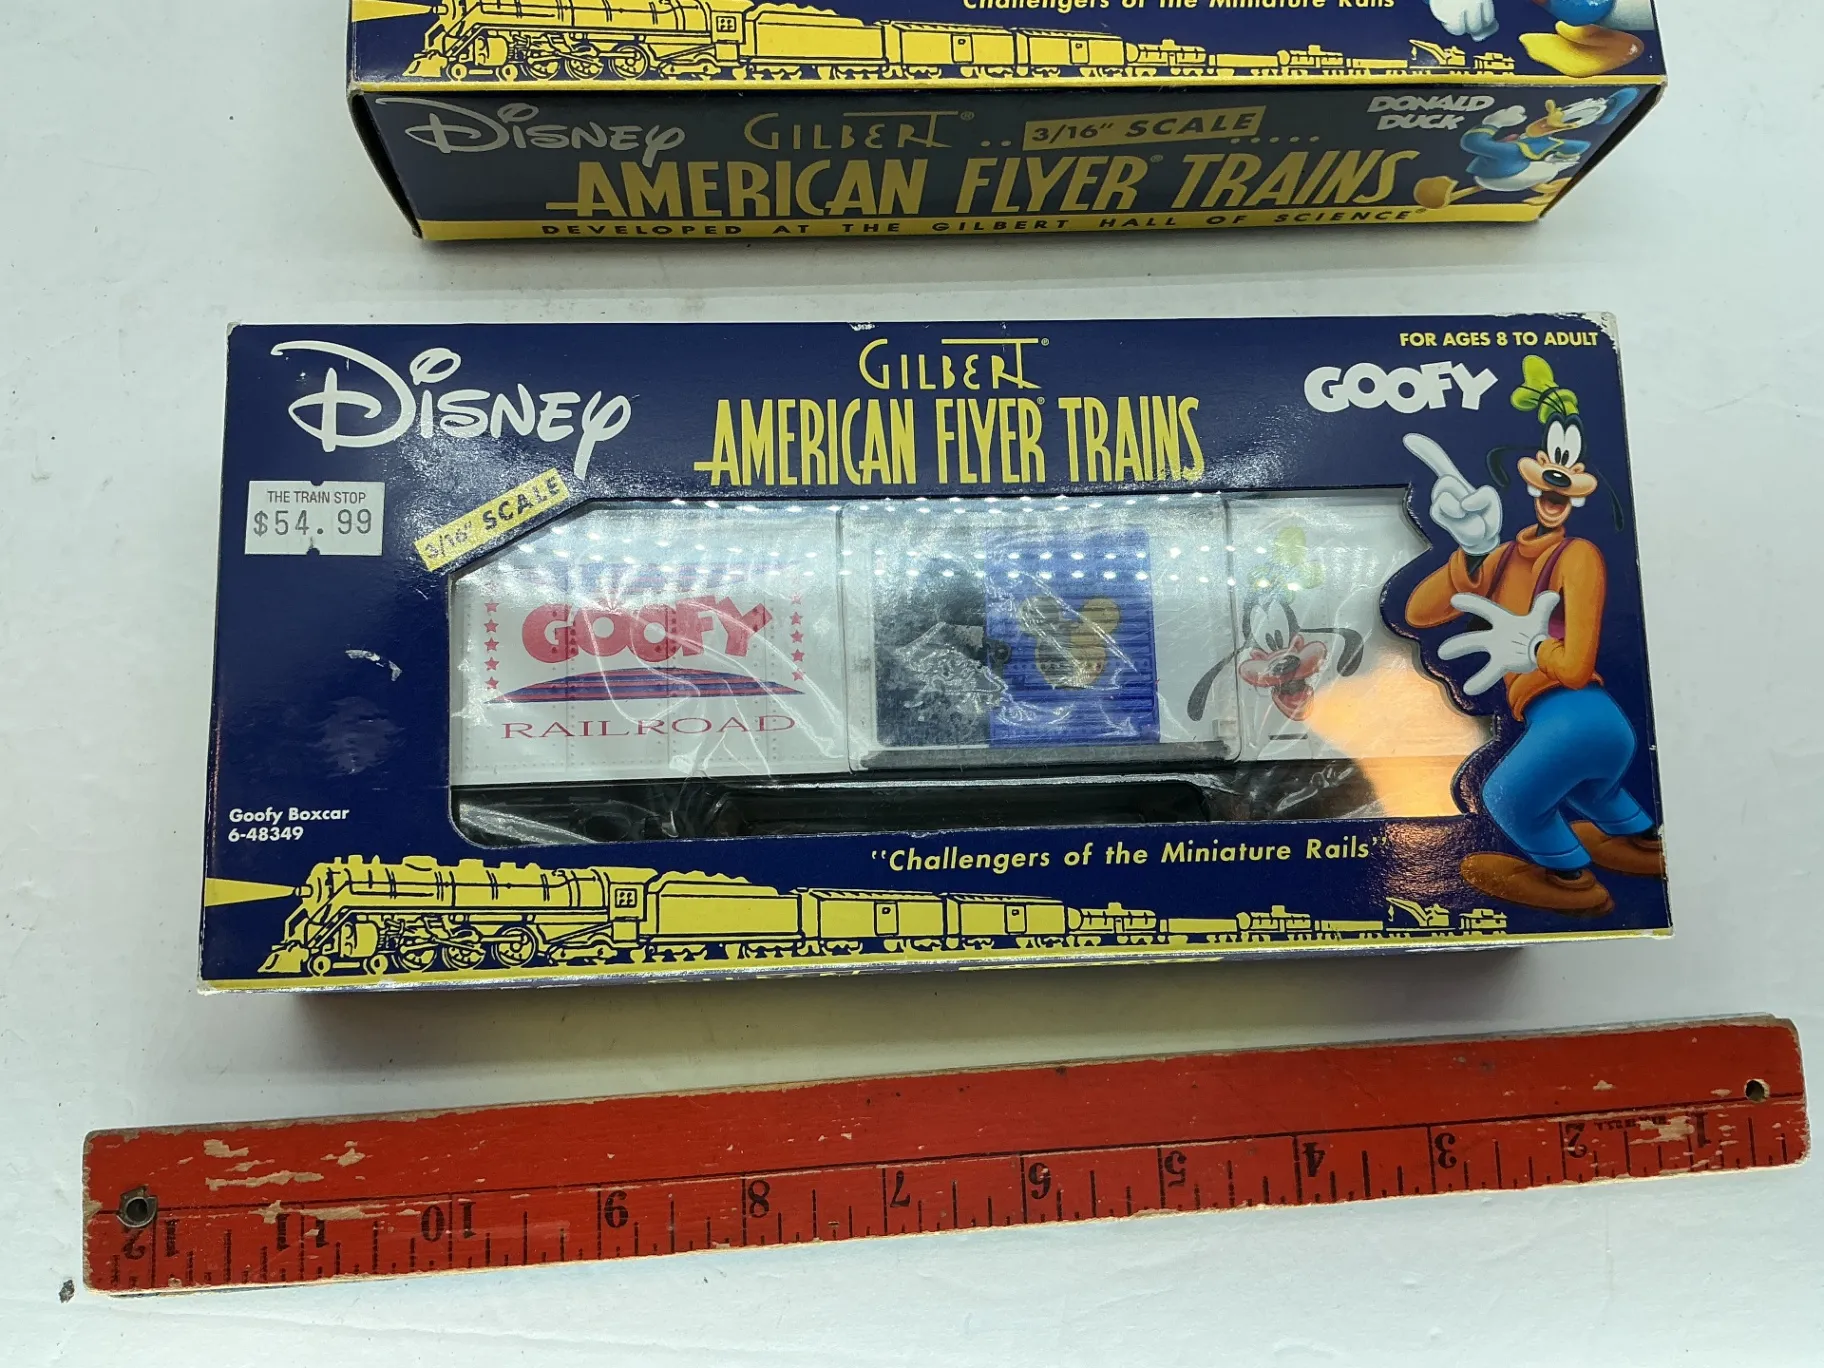 Challengers of the Miniature Rails
DISNEY GILBERT® ..3/16" SCALE..... DONALD DUCK
AMERICAN FLYER® TRAINS
DEVELOPED AT THE GILBERT HALL OF SCIENCE®
FOR AGES 8 TO ADULT
DISNEY
GILBERT®
AMERICAN FLYER® TRAINS
GOOFY
THE TRAIN STOP
$54.99
3/16" SCALE
GOOFY
RAILROAD
Goofy Boxcar
6-48349
"Challengers of the Miniature Rails"
12 11 10 9 8 7 6 5 4 3 2 1